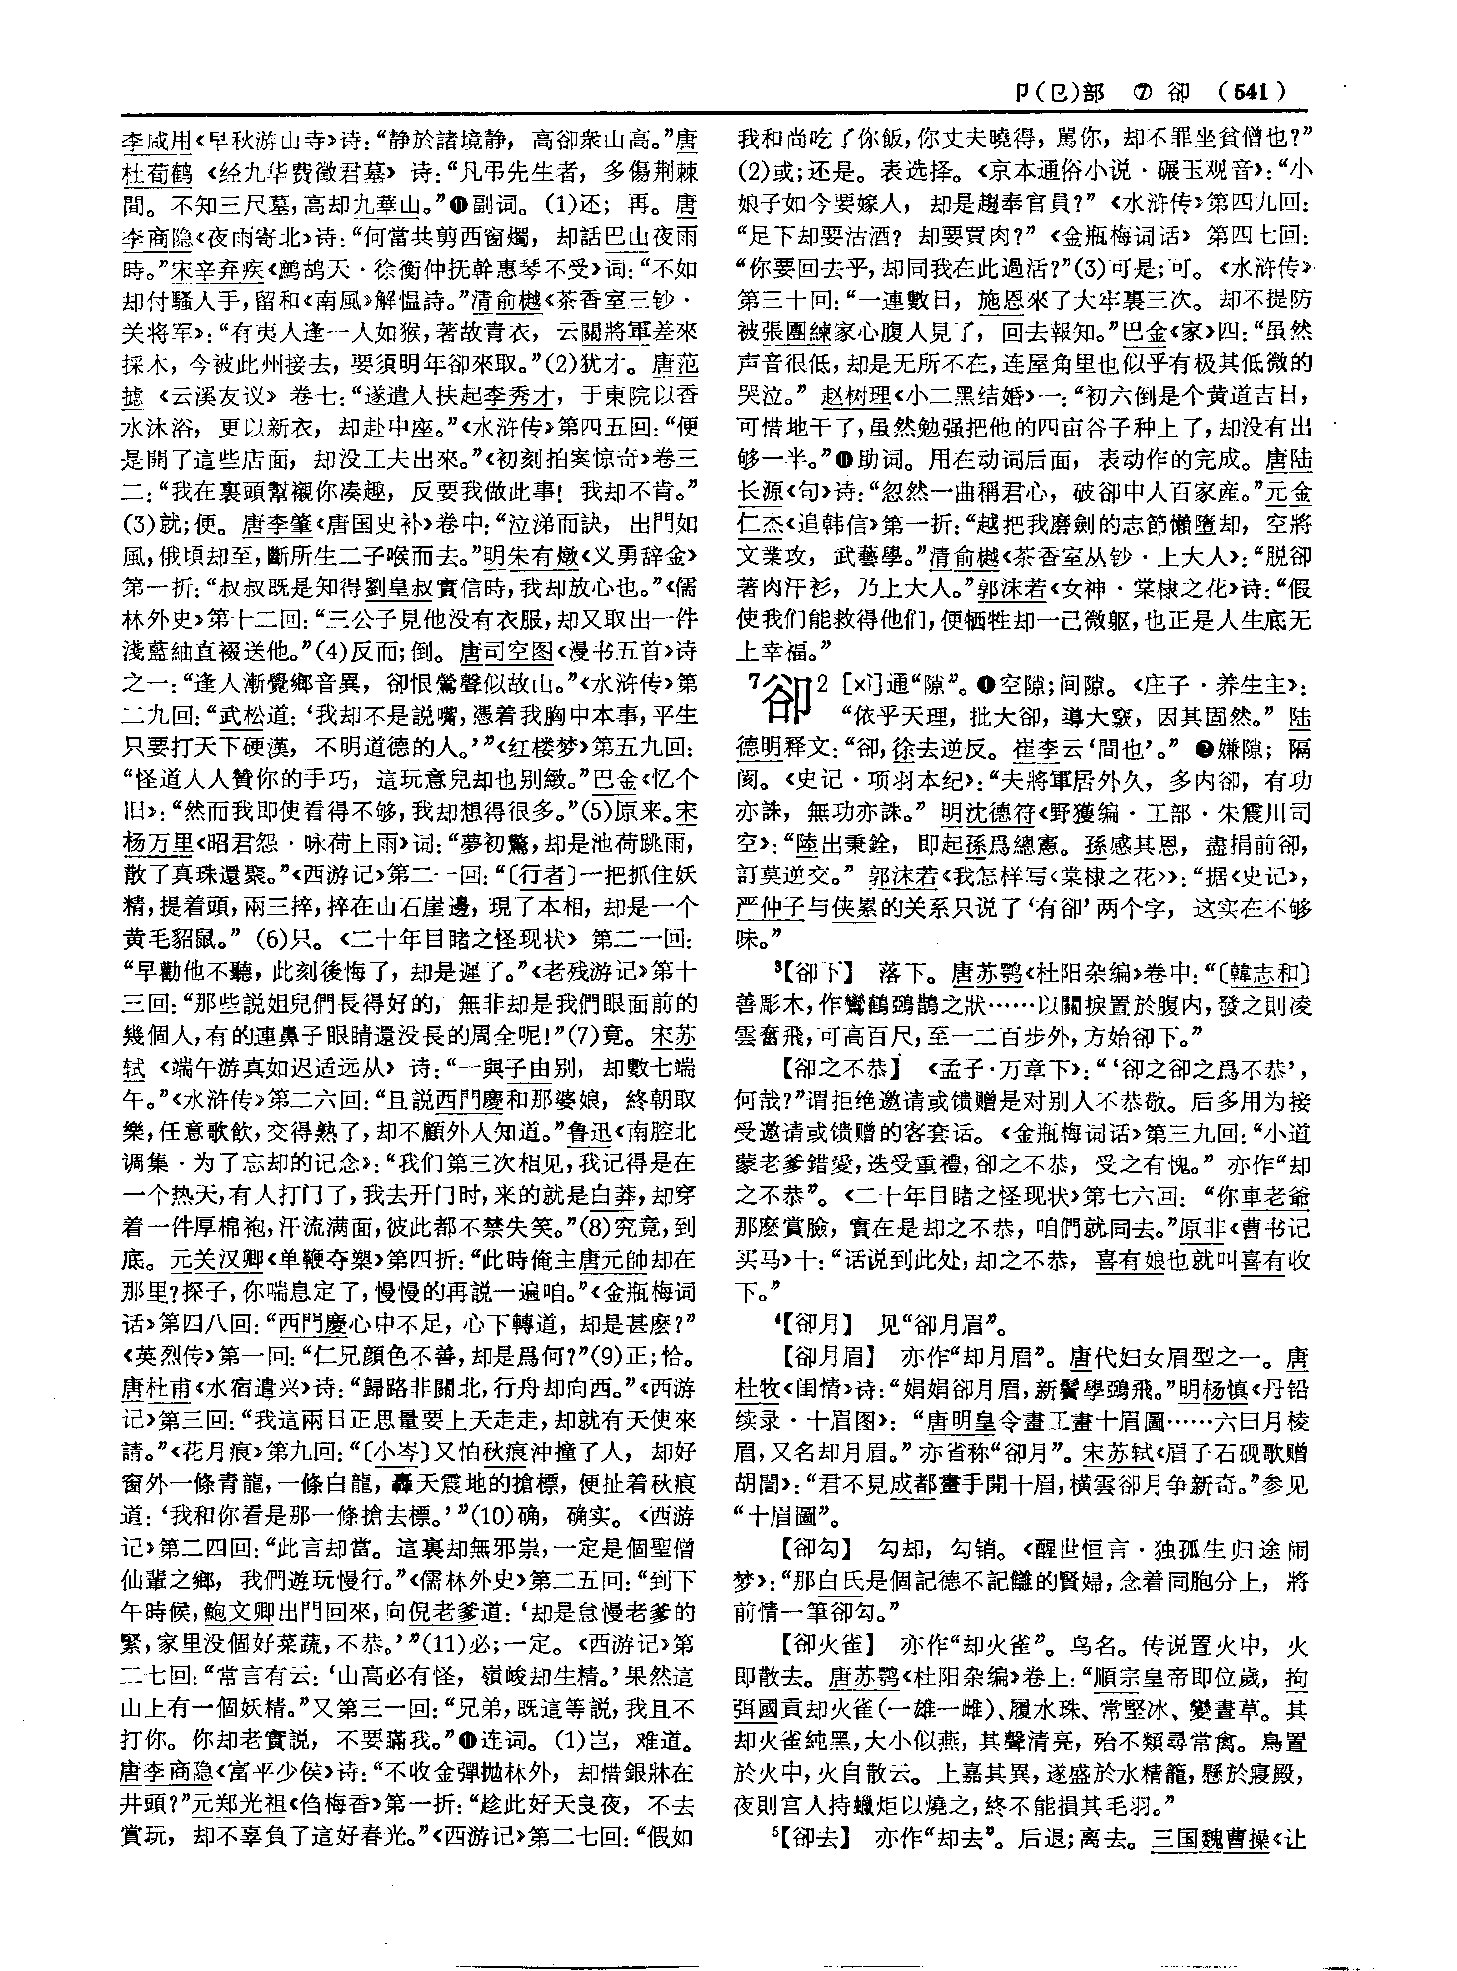 卩(㔾)部 ⑦ 卻 (541)
李咸用《早秋游山寺》诗：“静於諸境静，高卻衆山高。”唐
杜荀鹤《经九华费徵君墓》诗：“凡弔先生者，多傷荆棘
間。不知三尺墓，高却九華山。”⓾副词。(1)还；再。唐
李商隐《夜雨寄北》诗：“何當共剪西窗燭，却話巴山夜雨
時。”宋辛弃疾《鹧鸪天·徐衡仲抚幹惠琴不受》词：“不如
却付騷人手，留和《南風》解愠詩。”清俞樾《茶香室三钞·
关将军》：“有夷人逢一人如猴，著故青衣，云關將軍差來
採木，今被此州接去，要須明年卻來取。”(2)犹才。唐范
摅《云溪友议》卷七：“遂遣人扶起李秀才，于東院以香
水沐浴，更以新衣，却赴中座。”《水浒传》第四五回：“便
是開了這些店面，却没工夫出來。”《初刻拍案惊奇》卷三
二：“我在裏頭幫襯你凑趣，反要我做此事！我却不肯。”
(3)就；便。唐李肇《唐国史补》卷中：“泣涕而訣，出門如
風，俄頃却至，斷所生二子喉而去。”明朱有燉《义勇辞金》
第一折：“叔叔既是知得劉皇叔實信時，我却放心也。”《儒
林外史》第十二回：“三公子見他没有衣服，却又取出一件
淺藍紬直裰送他。”(4)反而；倒。唐司空图《漫书五首》诗
之一：“逢人漸覺鄉音異，卻恨鶯聲似故山。”《水浒传》第
二九回：“武松道：‘我却不是説嘴，憑着我胸中本事，平生
只要打天下硬漢，不明道德的人。’”《红楼梦》第五九回：
“怪道人人贊你的手巧，這玩意兒却也别緻。”巴金《忆个
旧》：“然而我即使看得不够，我却想得很多。”(5)原来。宋
杨万里《昭君怨·咏荷上雨》词：“夢初驚，却是池荷跳雨，
散了真珠還聚。”《西游记》第二一回：“〔行者〕一把抓住妖
精，提着頭，兩三捽，捽在山石崖邊，現了本相，却是一个
黄毛貂鼠。”(6)只。《二十年目睹之怪现状》第二一回：
“早勸他不聽，此刻後悔了，却是遲了。”《老残游记》第十
三回：“那些説姐兒們長得好的，無非却是我們眼面前的
幾個人，有的連鼻子眼睛還没長的周全呢！”(7)竟。宋苏
轼《端午游真如迟适远从》诗：“一與子由别，却數七端
午。”《水浒传》第二六回：“且説西門慶和那婆娘，終朝取
樂，任意歌飲，交得熟了，却不顧外人知道。”鲁迅《南腔北
调集·为了忘却的记念》：“我们第三次相见，我记得是在
一个热天，有人打门了，我去开门时，来的就是白莽，却穿
着一件厚棉袍，汗流满面，彼此都不禁失笑。”(8)究竟，到
底。元关汉卿《单鞭夺槊》第四折：“此時俺主唐元帥却在
那里？探子，你喘息定了，慢慢的再説一遍咱。”《金瓶梅词
话》第四八回：“西門慶心中不足，心下轉道，却是甚麽？”
《英烈传》第一回：“仁兄顔色不善，却是爲何？”(9)正；恰。
唐杜甫《水宿遣兴》诗：“歸路非關北，行舟却向西。”《西游
记》第三回：“我這兩日正思量要上天走走，却就有天使來
請。”《花月痕》第九回：“〔小岑〕又怕秋痕沖撞了人，却好
窗外一條青龍，一條白龍，轟天震地的搶標，便扯着秋痕
道：‘我和你看是那一條搶去標。’”(10)确，确实。《西游
记》第二四回：“此言却當。這裏却無邪祟，一定是個聖僧
仙輩之鄉，我們遊玩慢行。”《儒林外史》第二五回：“到下
午時候，鮑文卿出門回來，向倪老爹道：‘却是怠慢老爹的
緊，家里没個好菜蔬，不恭。’”(11)必；一定。《西游记》第
二七回：“常言有云：‘山高必有怪，嶺峻却生精。’果然這
山上有一個妖精。”又第三一回：“兄弟，既這等説，我且不
打你。你却老實説，不要瞞我。”⓫连词。(1)岂，难道。
唐李商隐《富平少侯》诗：“不收金彈抛林外，却惜銀牀在
井頭？”元郑光祖《㑇梅香》第一折：“趁此好天良夜，不去
賞玩，却不辜負了這好春光。”《西游记》第二七回：“假如
我和尚吃了你飯，你丈夫曉得，駡你，却不罪坐貧僧也？”
(2)或；还是。表选择。《京本通俗小说·碾玉观音》：“小
娘子如今要嫁人，却是趨奉官員？”《水浒传》第四九回：
“足下却要沽酒？却要買肉？”《金瓶梅词话》第四七回：
“你要回去乎，却同我在此過活？”(3)可是；可。《水浒传》
第三十回：“一連數日，施恩來了大牢裏三次。却不提防
被張團練家心腹人見了，回去報知。”巴金《家》四：“虽然
声音很低，却是无所不在，连屋角里也似乎有极其低微的
哭泣。”赵树理《小二黑结婚》一：“初六倒是个黄道吉日，
可惜地干了，虽然勉强把他的四亩谷子种上了，却没有出
够一半。”⓬助词。用在动词后面，表动作的完成。唐陆
长源《句》诗：“忽然一曲稱君心，破卻中人百家産。”元金
仁杰《追韩信》第一折：“越把我磨劍的志節懶墮却，空將
文業攻，武藝學。”清俞樾《茶香室丛钞·上大人》：“脱卻
著肉汗衫，乃上大人。”郭沫若《女神·棠棣之花》诗：“假
使我们能救得他们，便牺牲却一己微躯，也正是人生底无
上幸福。”
⁷卻² [xì]通“隙”。❶空隙；间隙。《庄子·养生主》：
“依乎天理，批大卻，導大窾，因其固然。”陆
德明释文：“卻，徐去逆反。崔李云‘間也’。”❷嫌隙；隔
阂。《史记·项羽本纪》：“夫將軍居外久，多内卻，有功
亦誅，無功亦誅。”明沈德符《野獲编·工部·朱震川司
空》：“陸出秉銓，即起孫爲總憲。孫感其恩，盡捐前卻，
訂莫逆交。”郭沫若《我怎样写〈棠棣之花〉》：“据《史记》，
严仲子与侠累的关系只说了‘有卻’两个字，这实在不够
味。”
³【卻下】 落下。唐苏鹗《杜阳杂编》卷中：“〔韓志和〕
善彫木，作鸞鶴鵶鵲之狀……以關捩置於腹内，發之則凌
雲奮飛，可高百尺，至一二百步外，方始卻下。”
【卻之不恭】 《孟子·万章下》：“‘卻之卻之爲不恭’，
何哉？”谓拒绝邀请或馈赠是对别人不恭敬。后多用为接
受邀请或馈赠的客套话。《金瓶梅词话》第三九回：“小道
蒙老爹錯愛，迭受重禮，卻之不恭，受之有愧。”亦作“却
之不恭”。《二十年目睹之怪现状》第七六回：“你車老爺
那麽賞臉，實在是却之不恭，咱們就同去。”原非《曹书记
买马》十：“话说到此处，却之不恭，喜有娘也就叫喜有收
下。”
⁴【卻月】 见“卻月眉”。
【卻月眉】 亦作“却月眉”。唐代妇女眉型之一。唐
杜牧《闺情》诗：“娟娟卻月眉，新鬢學鵶飛。”明杨慎《丹铅
续录·十眉图》：“唐明皇令畫工畫十眉圖……六曰月棱
眉，又名却月眉。”亦省称“卻月”。宋苏轼《眉子石砚歌赠
胡誾》：“君不見成都畫手開十眉，横雲卻月争新奇。”参见
“十眉圖”。
【卻勾】 勾却，勾销。《醒世恒言·独孤生归途闹
梦》：“那白氏是個記德不記讎的賢婦，念着同胞分上，將
前情一筆卻勾。”
【卻火雀】 亦作“却火雀”。鸟名。传说置火中，火
即散去。唐苏鹗《杜阳杂编》卷上：“順宗皇帝即位歲，拘
弭國貢却火雀(一雄一雌)、履水珠、常堅冰、變晝草。其
却火雀純黑，大小似燕，其聲清亮，殆不類尋常禽。鳥置
於火中，火自散云。上嘉其異，遂盛於水精籠，懸於寢殿，
夜則宫人持蠟炬以燒之，終不能損其毛羽。”
⁵【卻去】 亦作“却去”。后退；离去。三国魏曹操《让